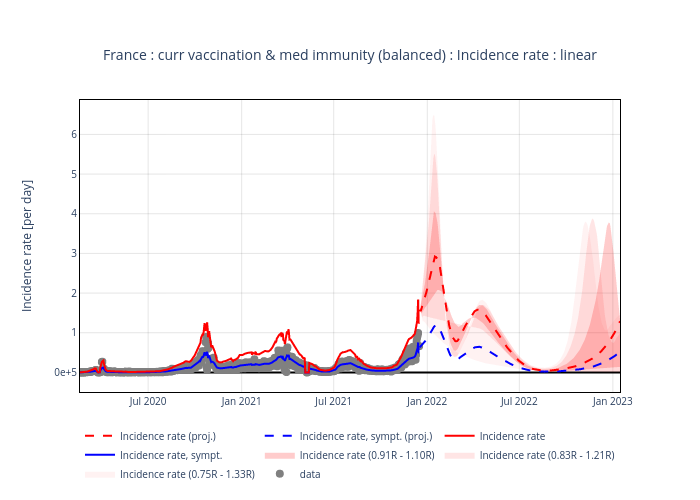 France : curr vaccination & med immunity (balanced) : Incidence rate : linear
Incidence rate [per day]
6
5
4
3
2
1
0e+5
Jul 2020
Jan 2021
Jul 2021
Jan 2022
Jul 2022
Jan 2023
Incidence rate (proj.)
Incidence rate, sympt. (proj.)
Incidence rate
Incidence rate, sympt.
Incidence rate (0.91R - 1.10R)
Incidence rate (0.83R - 1.21R)
Incidence rate (0.75R - 1.33R)
data